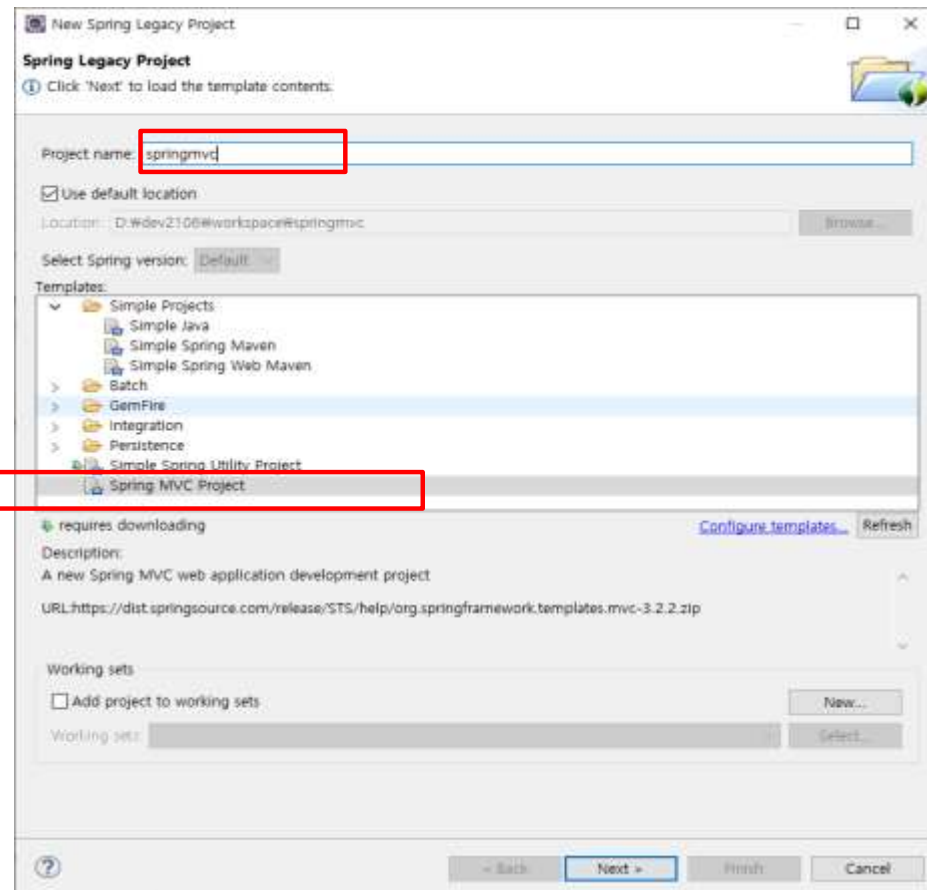 New Spring Legacy Project
Spring Legacy Project
Click 'Next' to load the template contents.
Project name: springmvc
Use default location
Location: D:₩dev2106₩workspace₩springmvc Browse...
Select Spring version: Default
Templates:
Simple Projects
Simple Java
Simple Spring Maven
Simple Spring Web Maven
Batch
GemFire
Integration
Persistence
Simple Spring Utility Project
Spring MVC Project
requires downloading Configure templates... Refresh
Description:
A new Spring MVC web application development project
URL:https://dist.springsource.com/release/STS/help/org.springframework.templates.mvc-3.2.2.zip
Working sets
Add project to working sets New...
Working sets: Select...
< Back Next > Finish Cancel